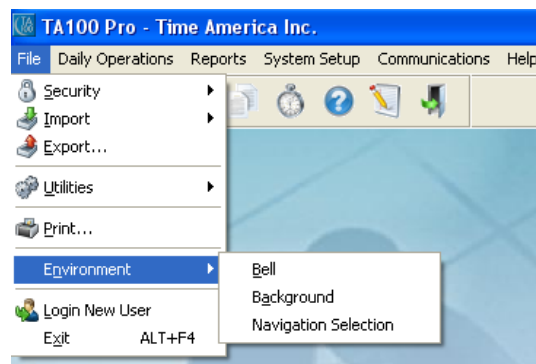 TA100 Pro - Time America Inc.
File Daily Operations Reports System Setup Communications Help
Security
Import
Export...
Utilities
Print...
Environment
Bell
Background
Navigation Selection
Login New User
Exit ALT+F4